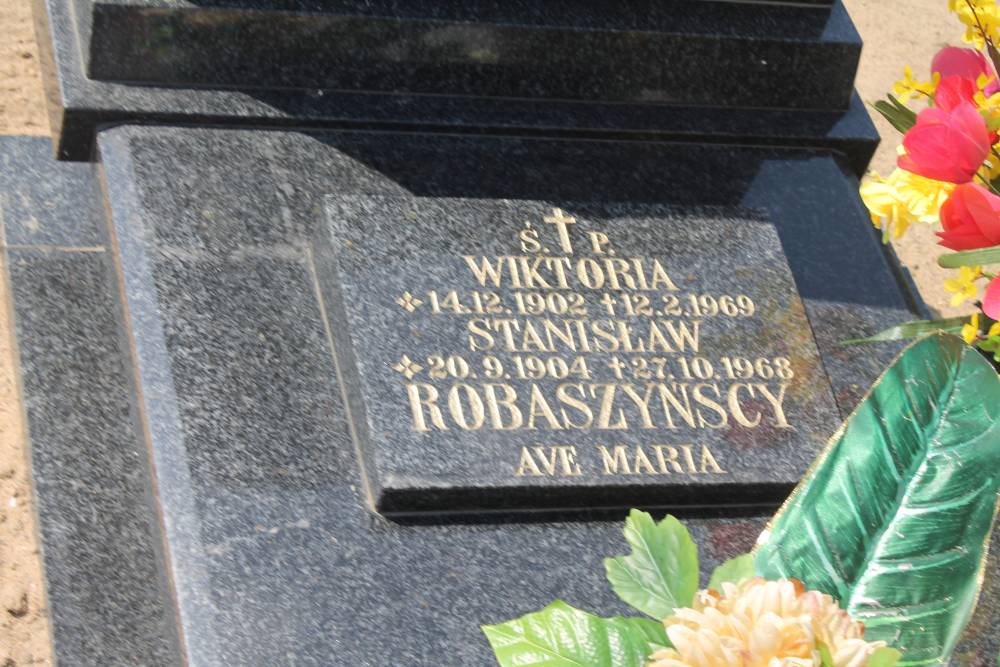 Ś. ✝ P.
WIKTORIA
14.12.1902 ✝12.2.1969
STANISŁAW
20.9.1904 ✝27.10.1968
ROBASZYŃSCY
AVE MARIA